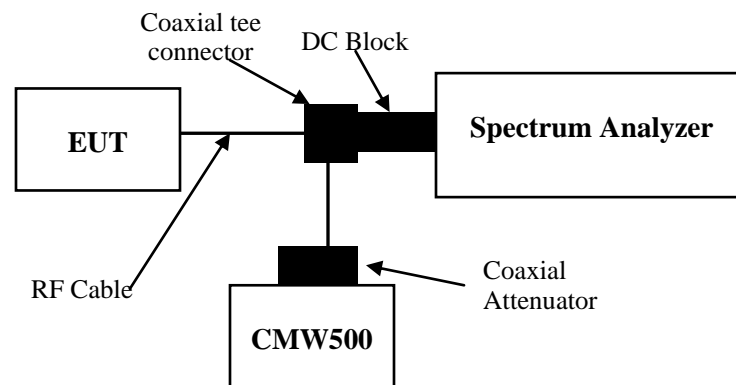 Coaxial tee
connector
DC Block
EUT
Spectrum Analyzer
RF Cable
Coaxial
Attenuator
CMW500